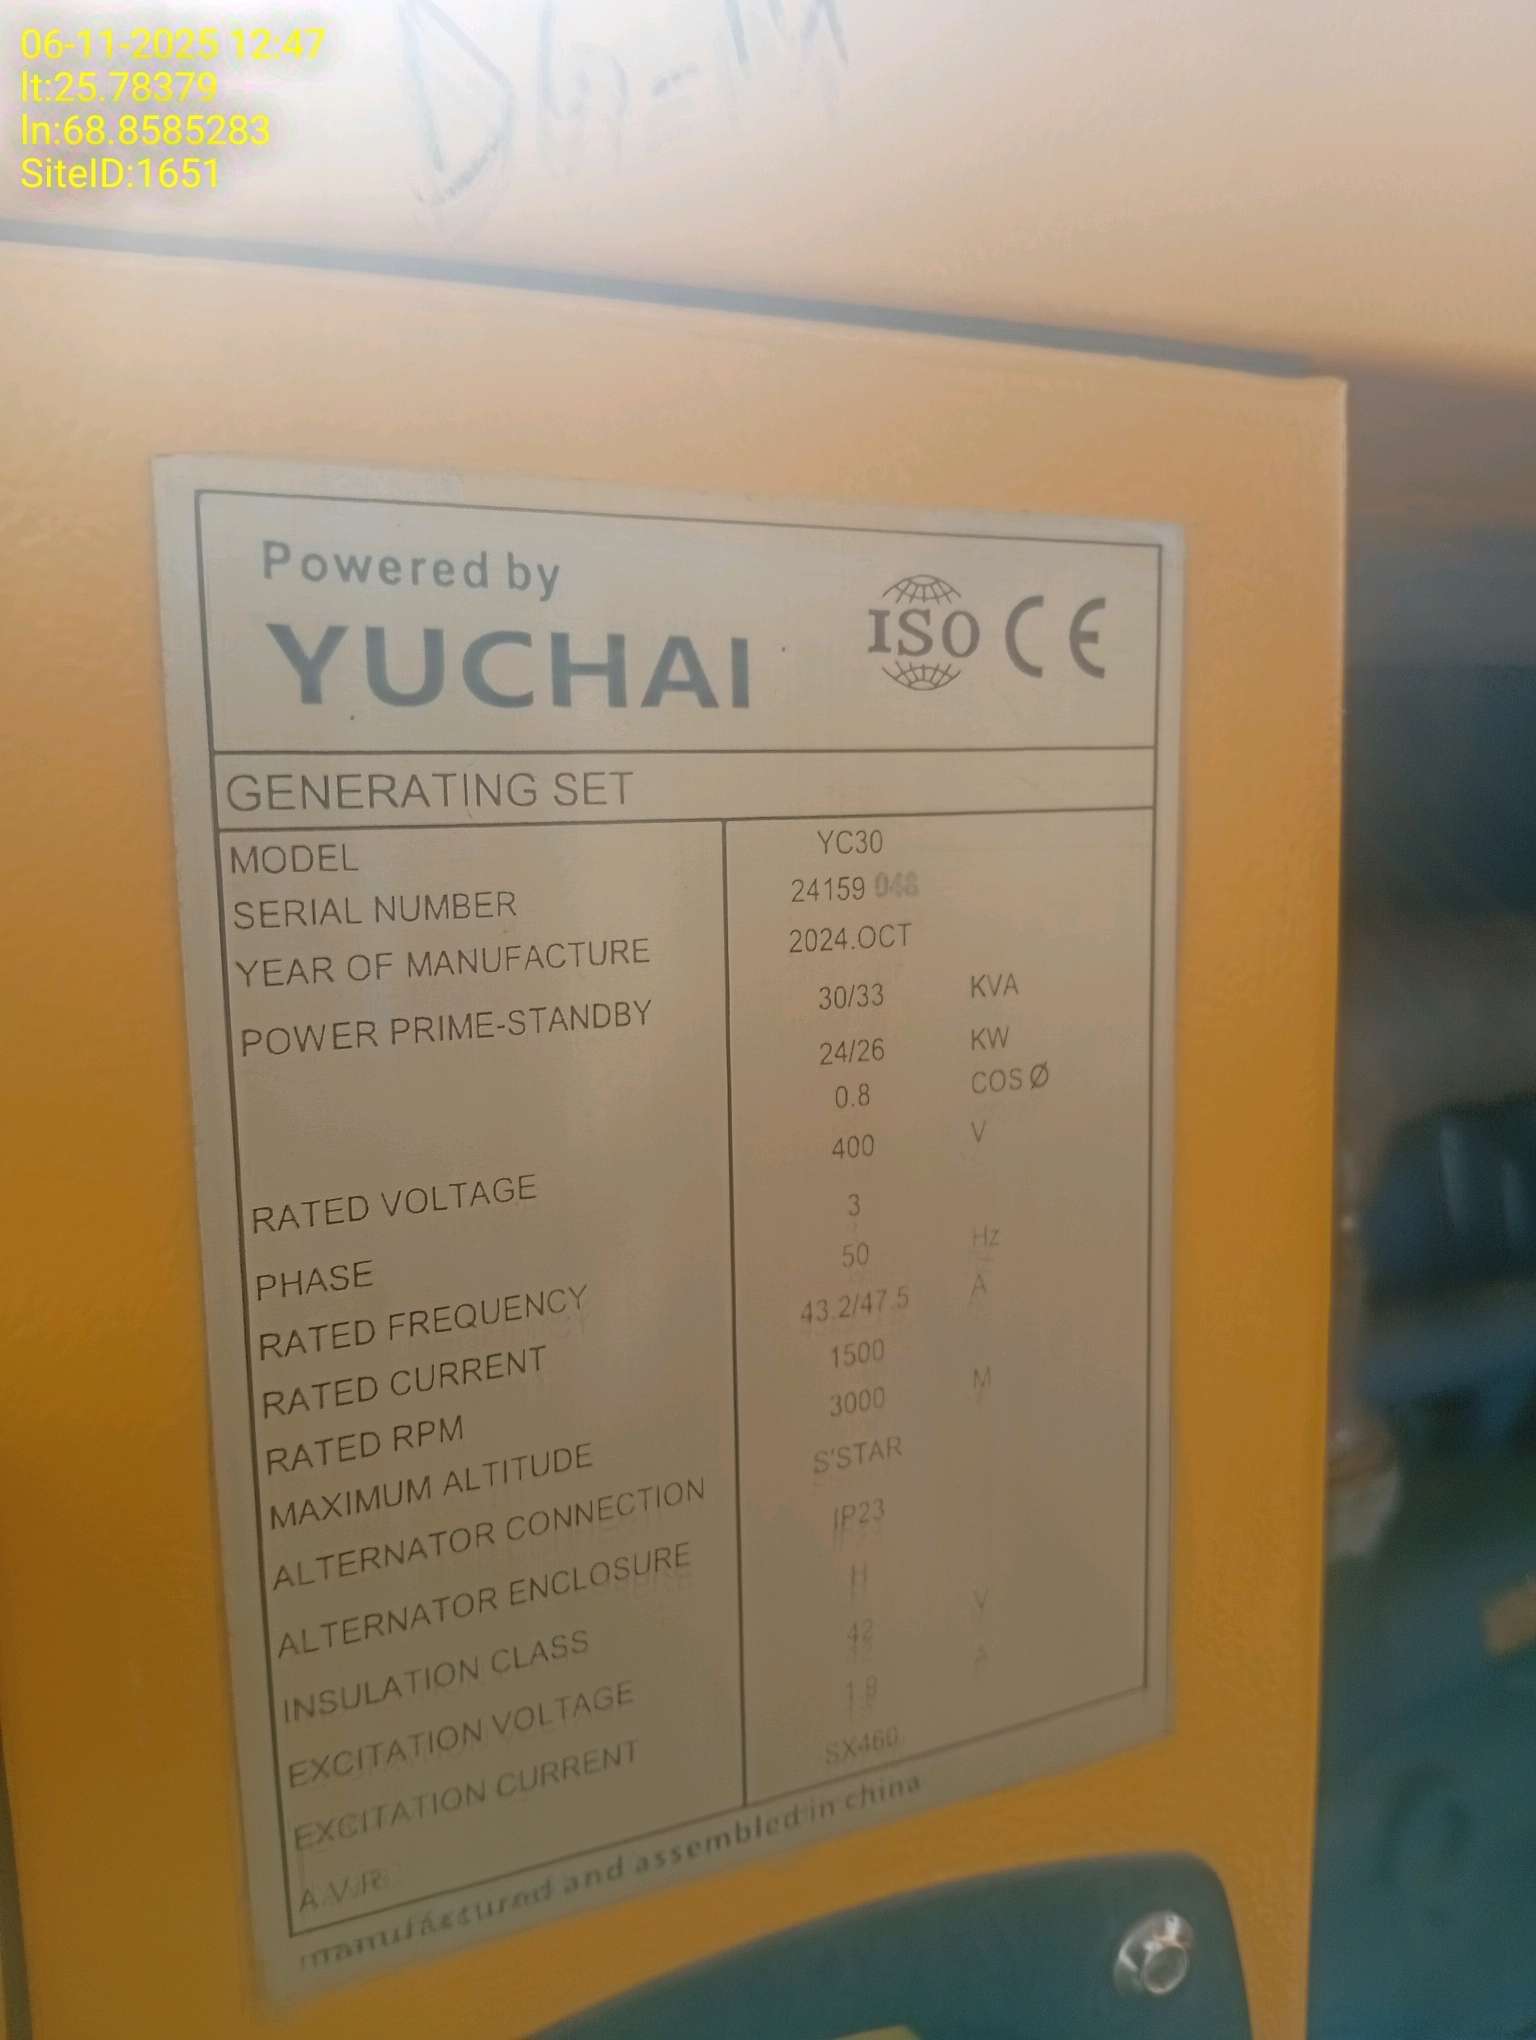 06-11-2025 12:47
lt:25.78379
ln:68.8585283
SiteID:1651
Powered by
YUCHAI
ISO CE
GENERATING SET
MODEL YC30
SERIAL NUMBER 24159 048
YEAR OF MANUFACTURE 2024.OCT
POWER PRIME-STANDBY 30/33 KVA
24/26 KW
0.8 COS Ø
RATED VOLTAGE 400 V
PHASE 3
RATED FREQUENCY 50 Hz
RATED CURRENT 43.2/47.5 A
RATED RPM 1500
MAXIMUM ALTITUDE 3000 M
ALTERNATOR CONNECTION S'STAR
ALTERNATOR ENCLOSURE IP23
INSULATION CLASS H
EXCITATION VOLTAGE 42 V
EXCITATION CURRENT 1.8 A
A.V.R SX460
manufassured and assembled in china